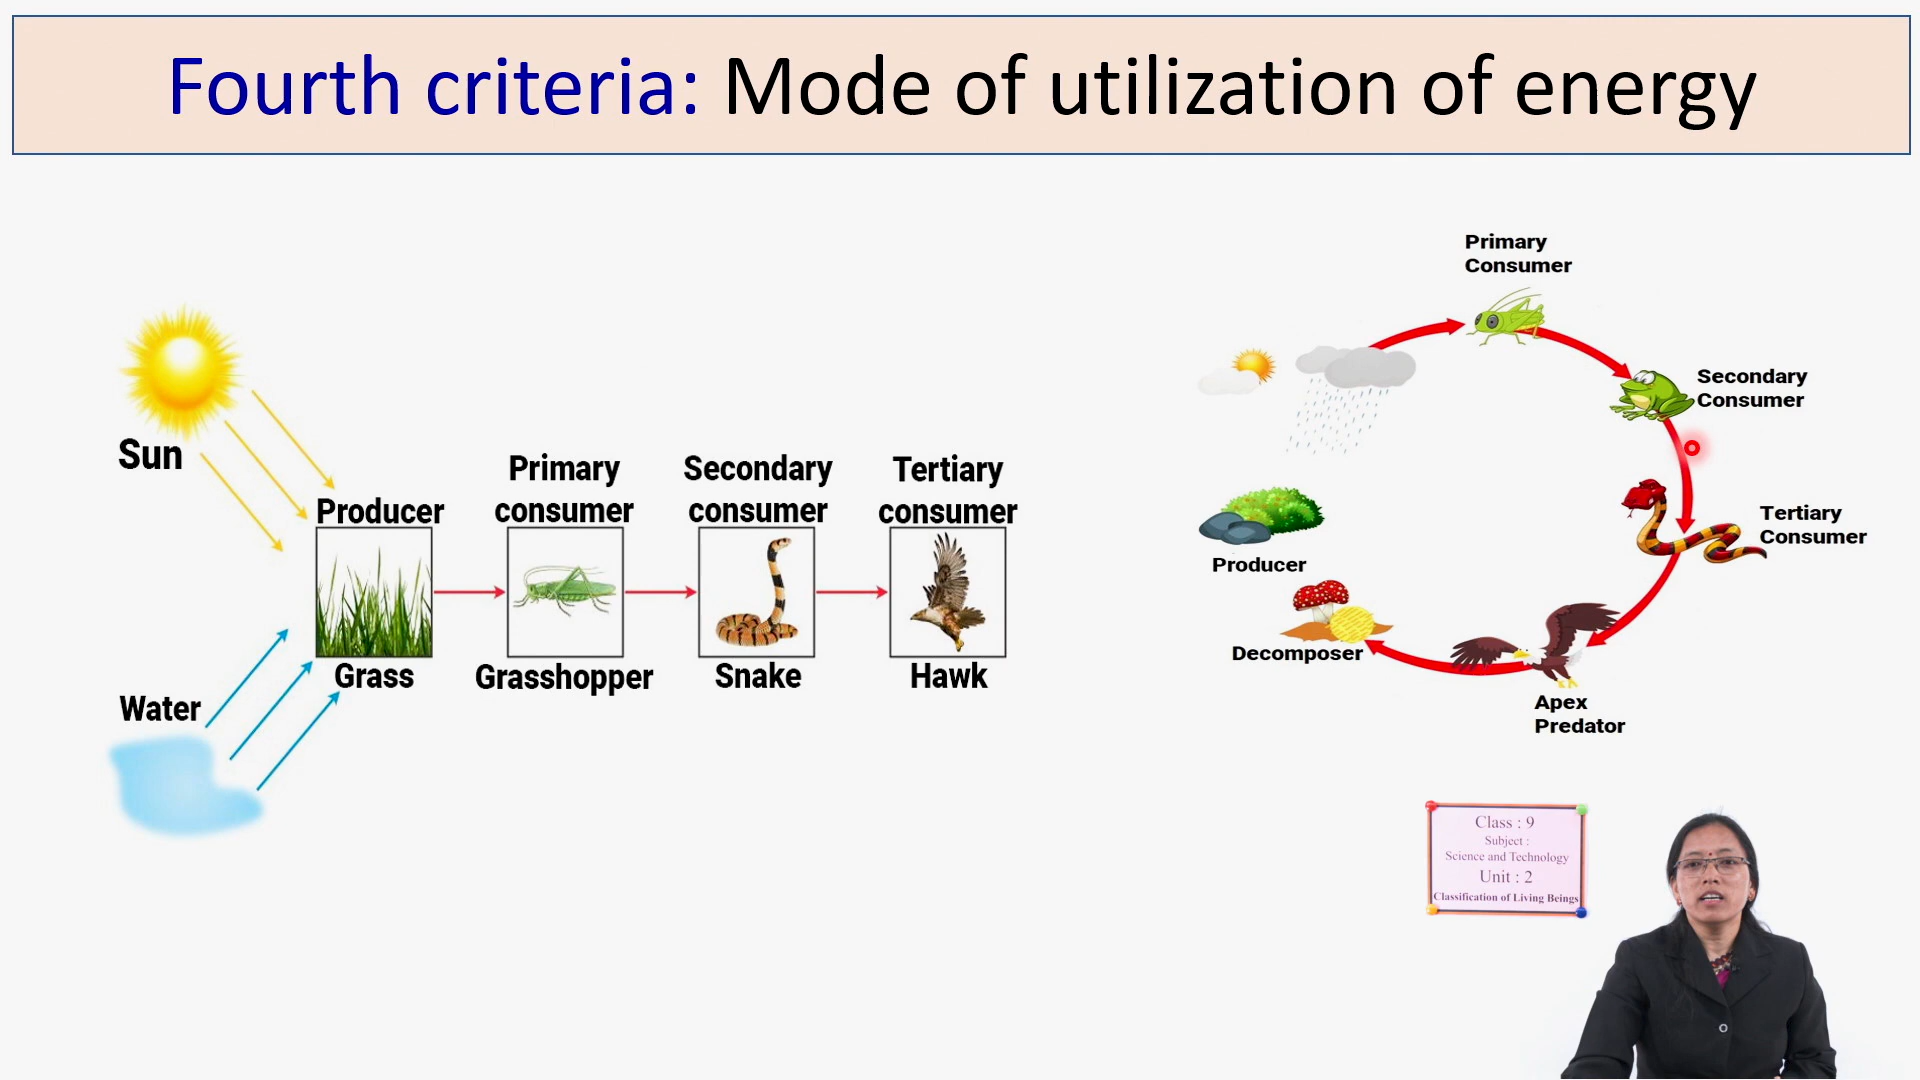 Fourth criteria: Mode of utilization of energy
Sun
Water
Producer
Grass
Primary
consumer
Grasshopper
Secondary
consumer
Snake
Tertiary
consumer
Hawk
Primary
Consumer
Secondary
Consumer
Tertiary
Consumer
Apex
Predator
Decomposer
Producer
Class : 9
Subject :
Science and Technology
Unit : 2
Classification of Living Beings